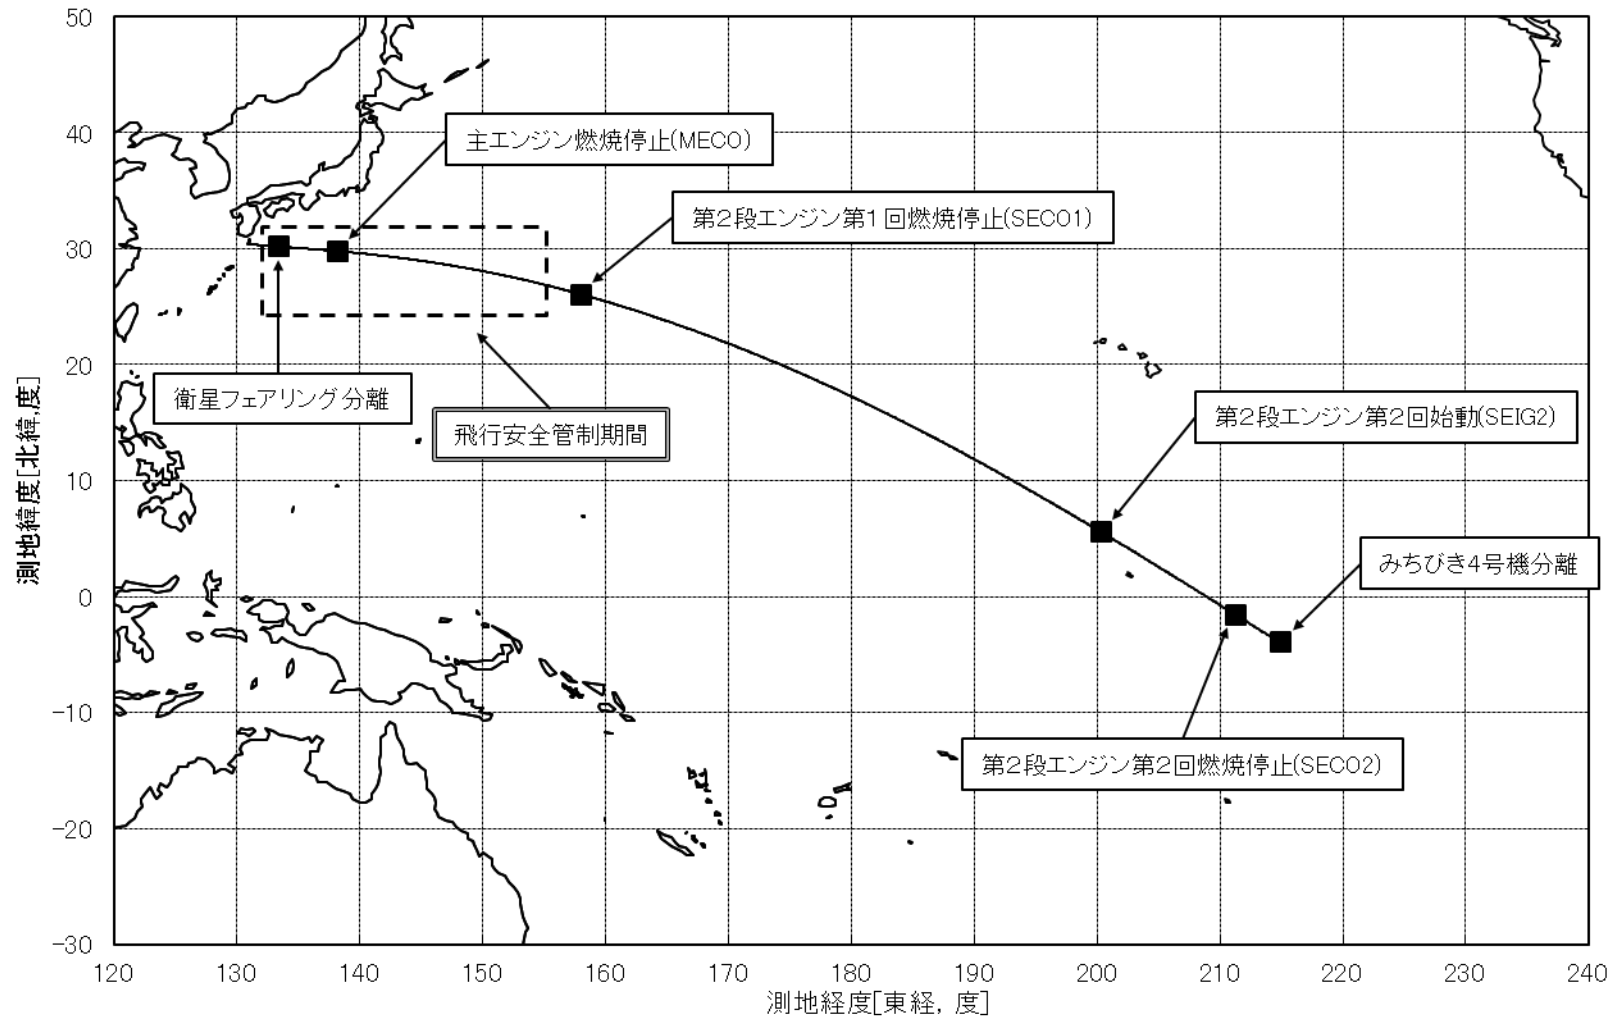 50
40
30
20
10
0
-10
-20
-30
測地緯度[北緯,度]
主エンジン燃焼停止(MECO)
第2段エンジン第1回燃焼停止(SECO1)
衛星フェアリング分離
飛行安全管制期間
第2段エンジン第2回始動(SEIG2)
みちびき4号機分離
第2段エンジン第2回燃焼停止(SECO2)
120 130 140 150 160 170 180 190 200 210 220 230 240
測地経度[東経, 度]